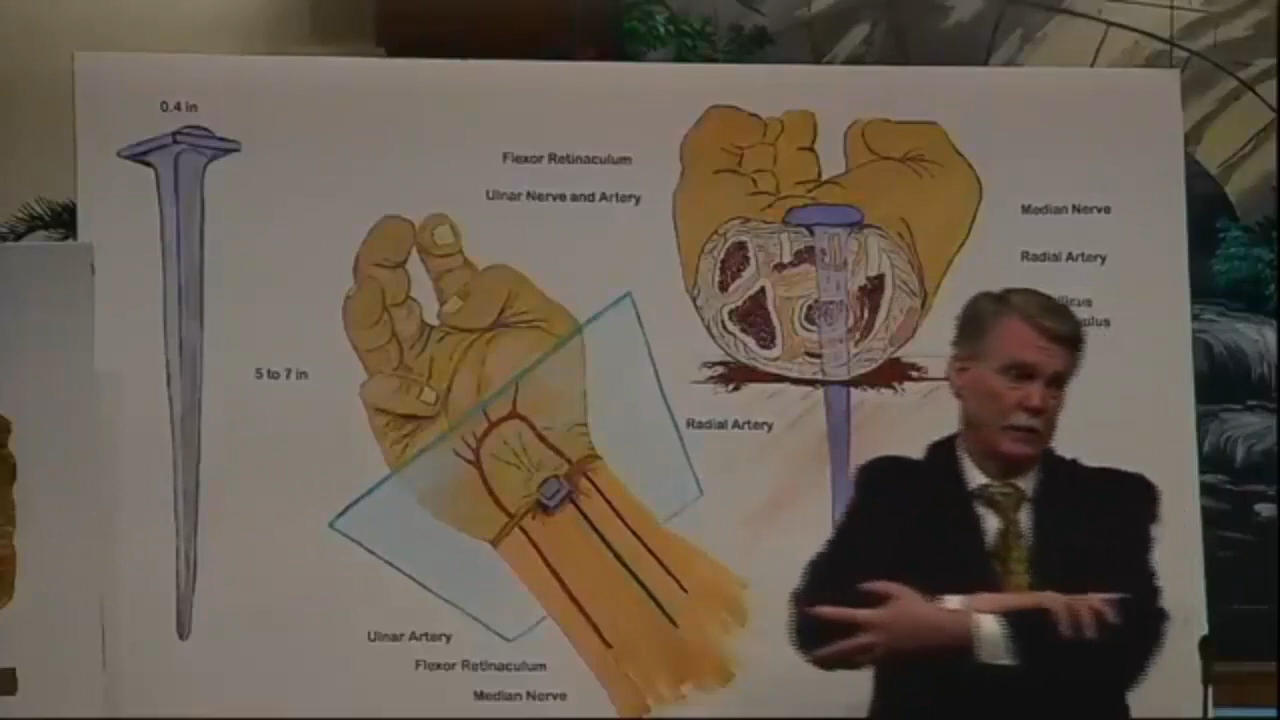 0.4 in
Flexor Retinaculum
Ulnar Nerve and Artery
Median Nerve
Radial Artery
5 to 7 in
Radial Artery
Ulnar Artery
Flexor Retinaculum
Median Nerve